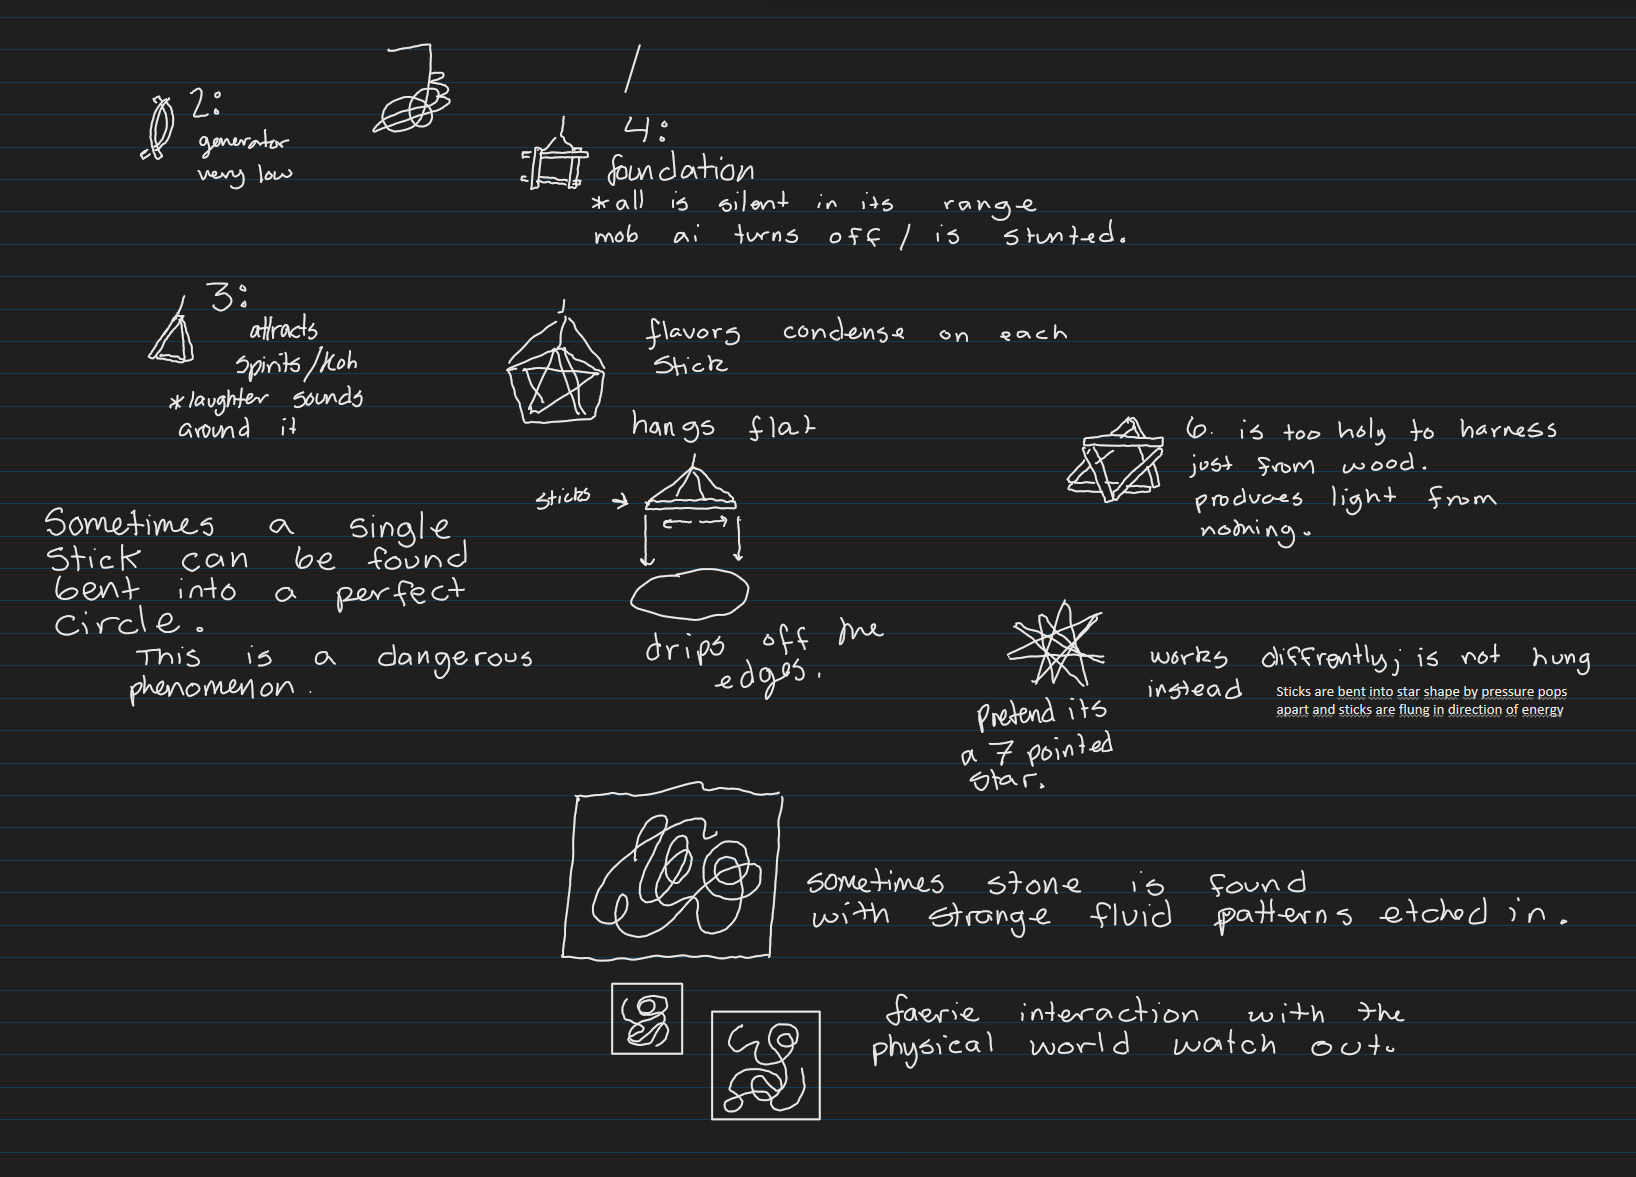 2:
generator
very low
4:
foundation
*all is silent in its range
mob ai turns off / is stunted.
3:
attracts
spirits/Koh
*laughter sounds
around it
flavors condense on each
stick
hangs flat
sticks →
drips off the
edges.
6. is too holy to harness
just from wood.
produces light from
nothing.
Sometimes a single
stick can be found
bent into a perfect
circle.
This is a dangerous
phenomenon.
works diffrently; is not hung
instead Sticks are bent into star shape by pressure pops
apart and sticks are flung in direction of energy
Pretend its
a 7 pointed
star.
sometimes stone is found
with strange fluid patterns etched in.
faerie interaction with the
physical world watch out.